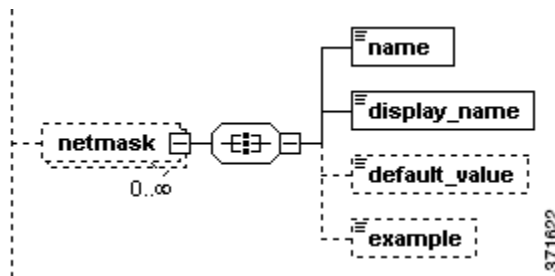 name
display_name
netmask
0..∞
default_value
example
371622